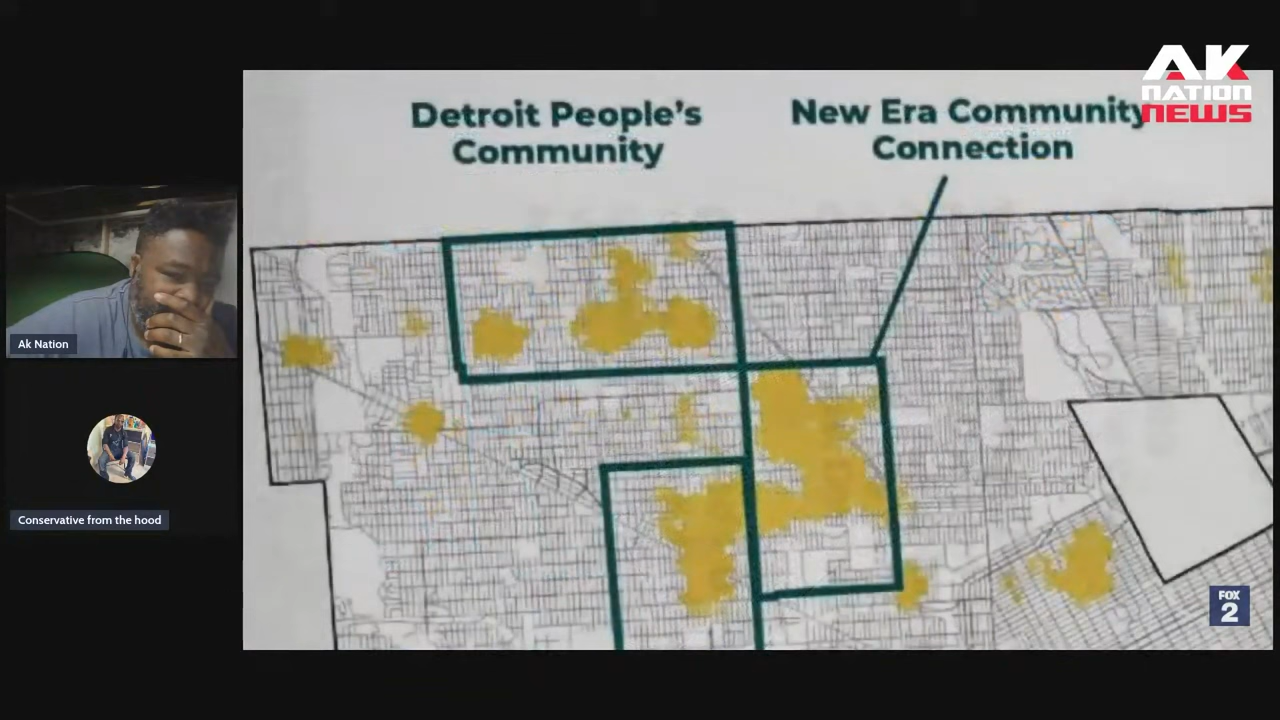 AK
NATION
NEWS
Detroit People's
Community
New Era Community
Connection
Ak Nation
Conservative from the hood
FOX
2